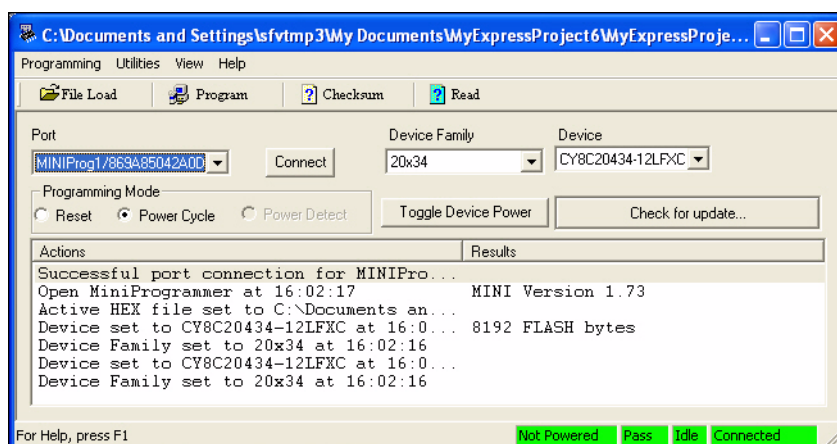 C:\Documents and Settings\sfvtmp3\My Documents\MyExpressProject6\MyExpressProje...
Programming Utilities View Help
File Load Program Checksum Read
Port Device Family Device
MINIProg1/869A85042A0D Connect 20x34 CY8C20434-12LFXC
Programming Mode
Reset Power Cycle Power Detect Toggle Device Power Check for update...
Actions Results
Successful port connection for MINIPro...
Open MiniProgrammer at 16:02:17 MINI Version 1.73
Active HEX file set to C:\Documents an...
Device set to CY8C20434-12LFXC at 16:0... 8192 FLASH bytes
Device Family set to 20x34 at 16:02:16
Device set to CY8C20434-12LFXC at 16:0...
Device Family set to 20x34 at 16:02:16
For Help, press F1 Not Powered Pass Idle Connected